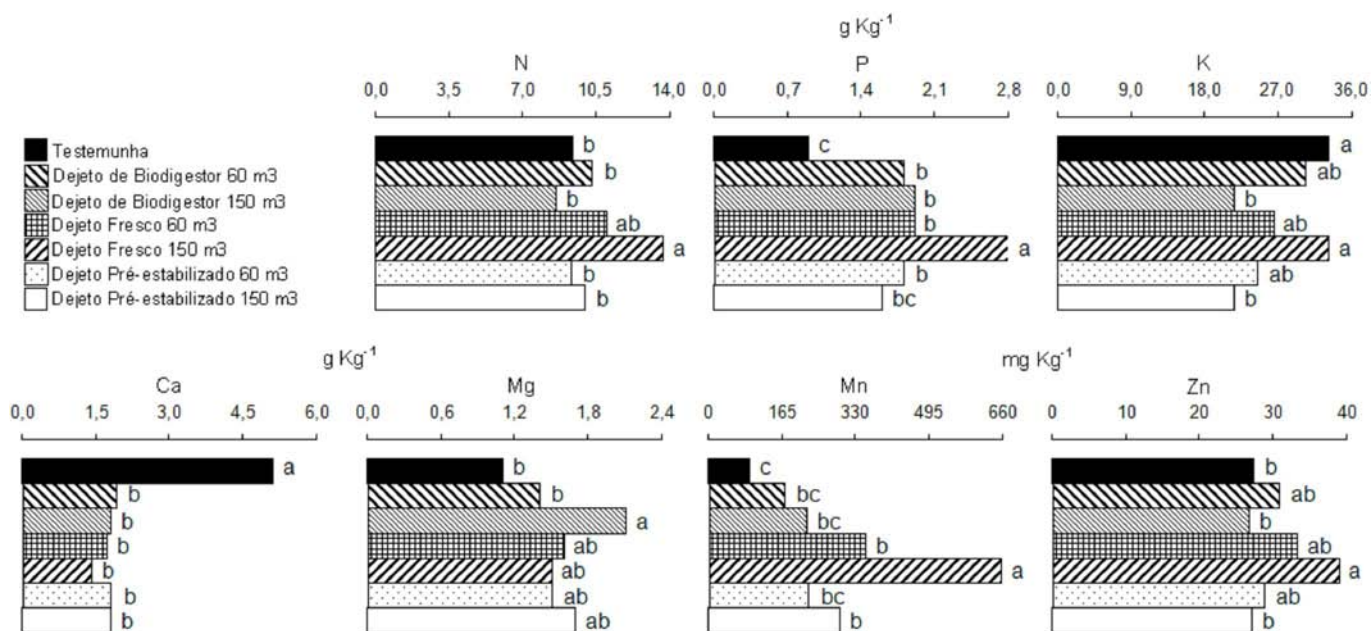 g Kg-1
N P K
0,0 3,5 7,0 10,5 14,0 0,0 0,7 1,4 2,1 2,8 0,0 9,0 18,0 27,0 36,0
Testemunha
Dejeto de Biodigestor 60 m3
Dejeto de Biodigestor 150 m3
Dejeto Fresco 60 m3
Dejeto Fresco 150 m3
Dejeto Pré-estabilizado 60 m3
Dejeto Pré-estabilizado 150 m3
b c a
b b ab
b b b
ab b ab
a a a
b b ab
b bc b
g Kg-1 mg Kg-1
Ca Mg Mn Zn
0,0 1,5 3,0 4,5 6,0 0,0 0,6 1,2 1,8 2,4 0 165 330 495 660 0 10 20 30 40
a b c b
b b bc ab
b a bc b
b ab b ab
b ab a a
b ab bc ab
b ab b b